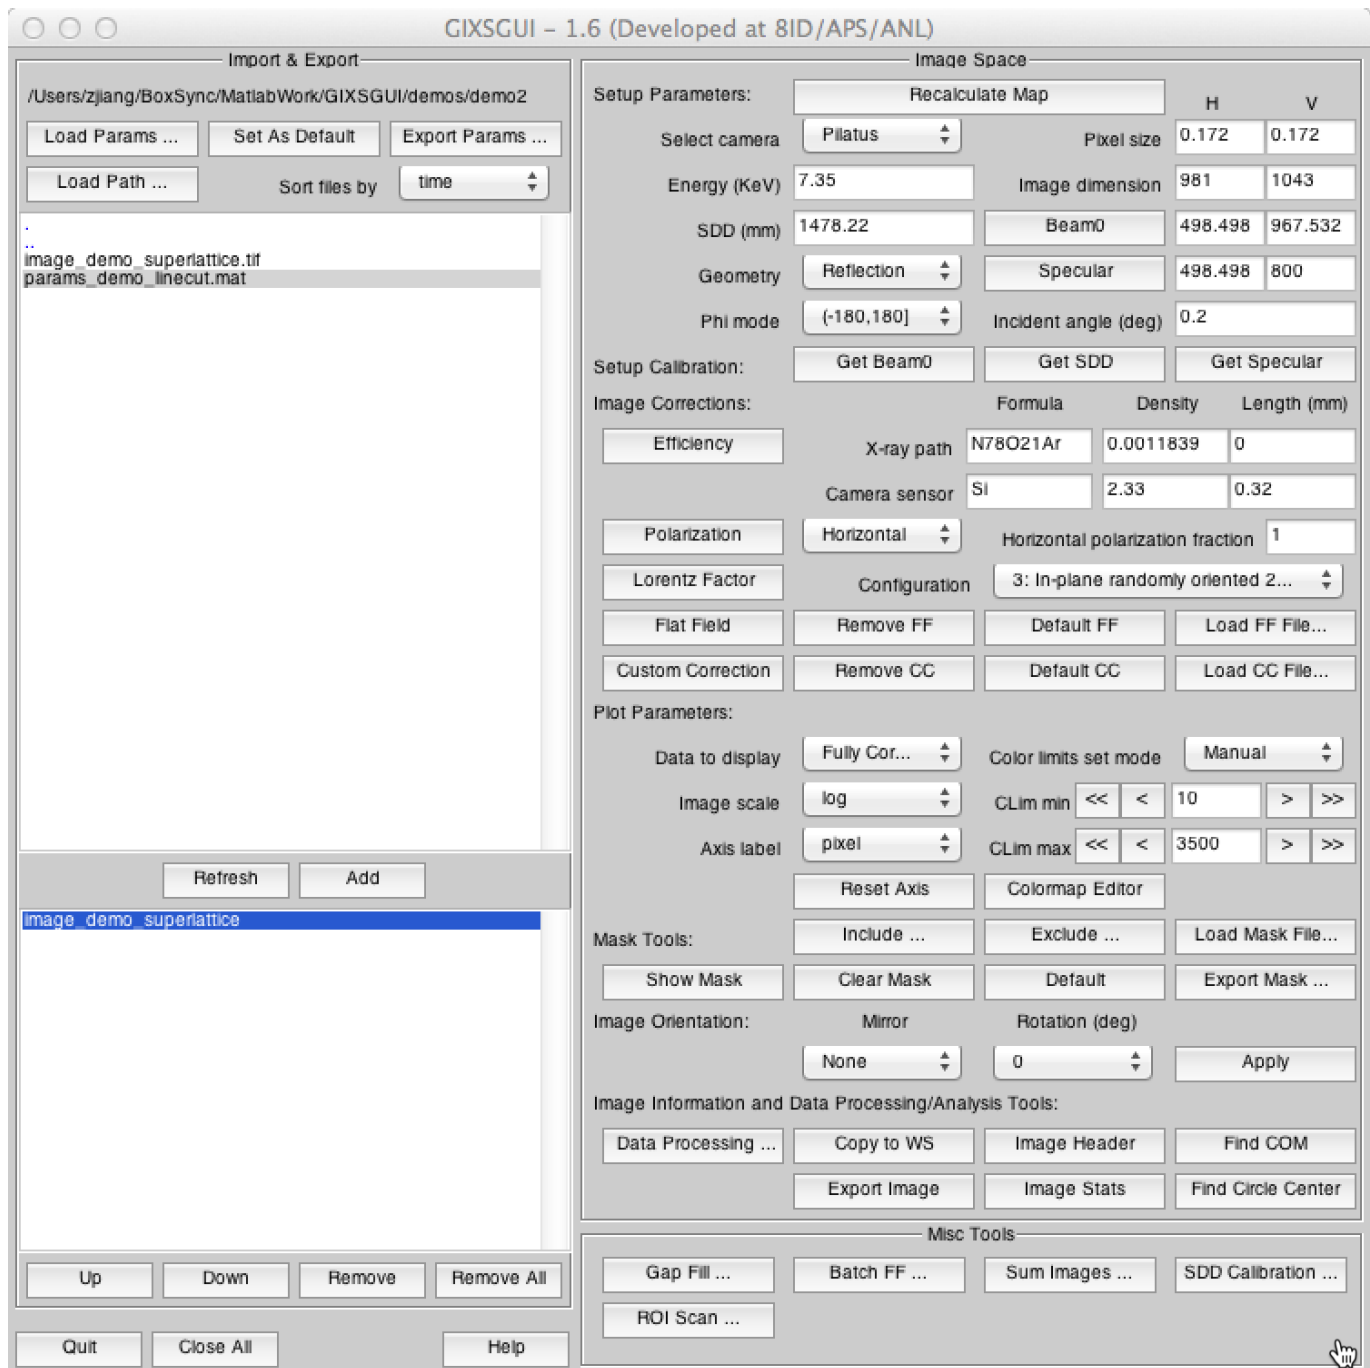 GIXSGUI - 1.6 (Developed at 8ID/APS/ANL)
Import & Export
/Users/zjiang/BoxSync/MatlabWork/GIXSGUI/demos/demo2
Load Params ... Set As Default Export Params ...
Load Path ... Sort files by time
.
..
image_demo_superlattice.tif
params_demo_linecut.mat
Refresh Add
image_demo_superlattice
Up Down Remove Remove All
Quit Close All Help
Image Space
Setup Parameters: Recalculate Map H V
Select camera Pilatus Pixel size 0.172 0.172
Energy (KeV) 7.35 Image dimension 981 1043
SDD (mm) 1478.22 Beam0 498.498 967.532
Geometry Reflection Specular 498.498 800
Phi mode (-180,180] Incident angle (deg) 0.2
Setup Calibration: Get Beam0 Get SDD Get Specular
Image Corrections: Formula Density Length (mm)
Efficiency X-ray path N78O21Ar 0.0011839 0
Camera sensor Si 2.33 0.32
Polarization Horizontal Horizontal polarization fraction 1
Lorentz Factor Configuration 3: In-plane randomly oriented 2...
Flat Field Remove FF Default FF Load FF File...
Custom Correction Remove CC Default CC Load CC File...
Plot Parameters:
Data to display Fully Cor... Color limits set mode Manual
Image scale log CLim min << < 10 > >>
Axis label pixel CLim max << < 3500 > >>
Reset Axis Colormap Editor
Mask Tools: Include ... Exclude ... Load Mask File...
Show Mask Clear Mask Default Export Mask ...
Image Orientation: Mirror Rotation (deg)
None 0 Apply
Image Information and Data Processing/Analysis Tools:
Data Processing ... Copy to WS Image Header Find COM
Export Image Image Stats Find Circle Center
Misc Tools
Gap Fill ... Batch FF ... Sum Images ... SDD Calibration ...
ROI Scan ...